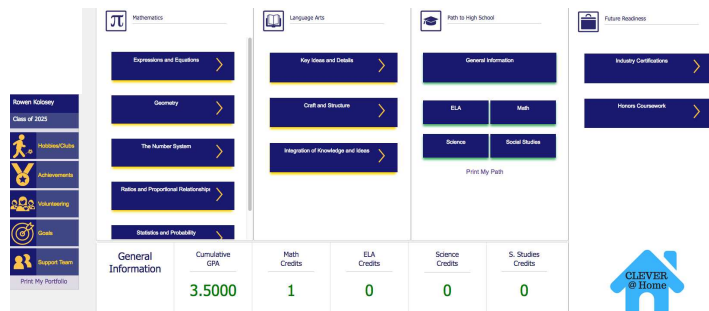 Mathematics
Expressions and Equations
Geometry
The Number System
Ratios and Proportional Relationships
Statistics and Probability
Language Arts
Key Ideas and Details
Craft and Structure
Integration of Knowledge and Ideas
Path to High School
General Information
ELA
Math
Science
Social Studies
Print My Path
Future Readiness
Industry Certifications
Honors Coursework
Rowen Kolosey
Class of 2025
Hobbies/Clubs
Achievements
Volunteering
Goals
Support Team
Print My Portfolio
General
Information
Cumulative
GPA
3.5000
Math
Credits
1
ELA
Credits
0
Science
Credits
0
S. Studies
Credits
0
CLEVER
@ Home